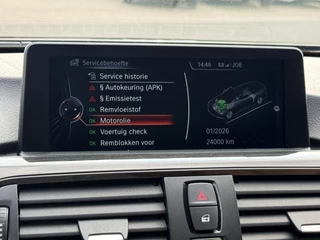 Servicebehoefte
14:46
JOE
Service historie
§ Autokeuring (APK)
§ Emissietest
OK Remvloeistof
OK Motorolie
OK Voertuig check
OK Remblokken voor
01/2026
24000 km